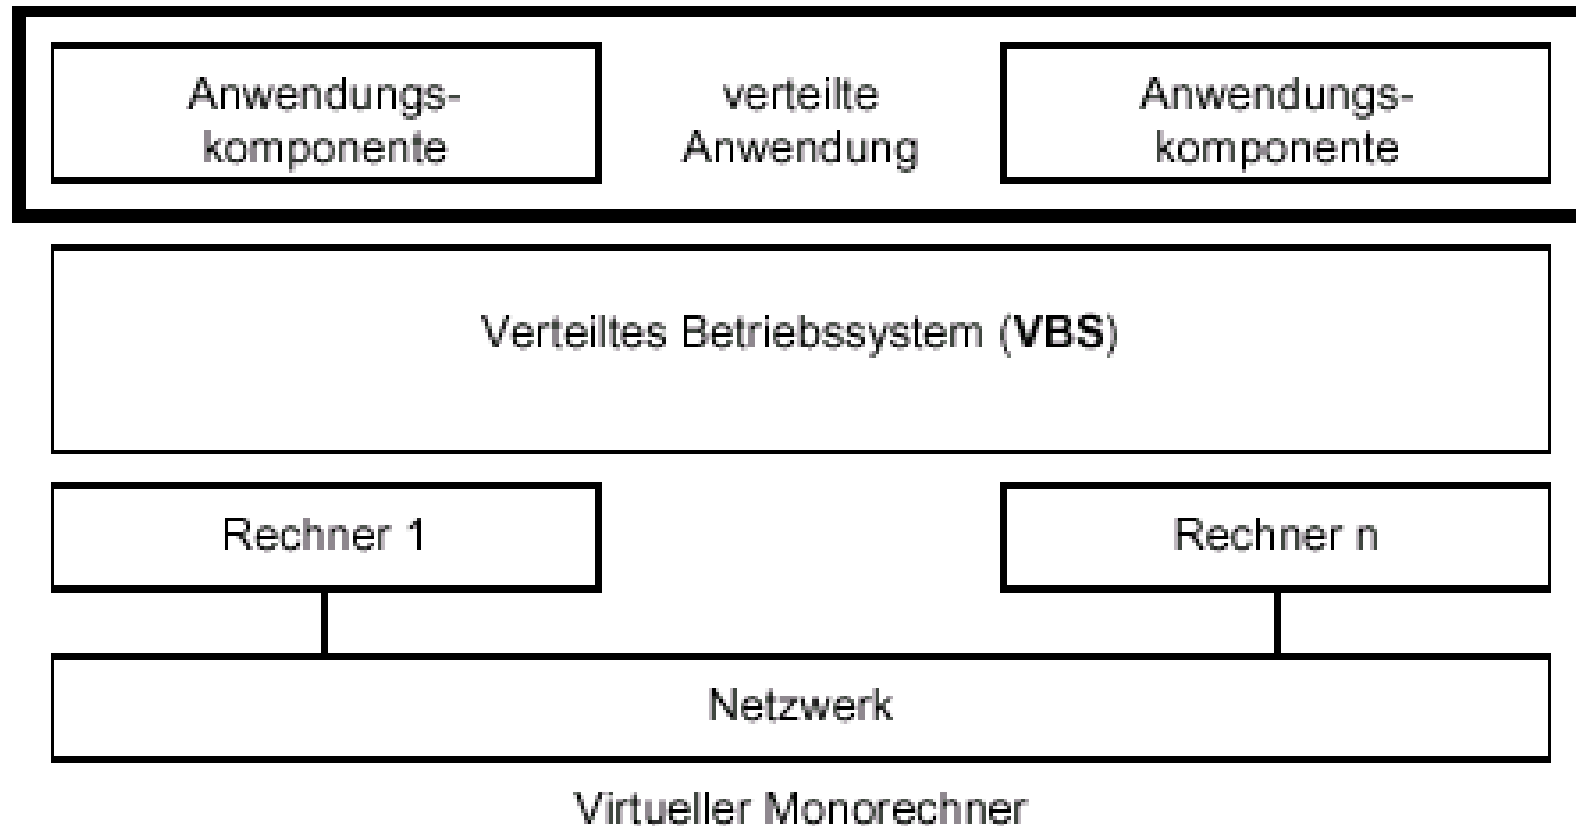 Anwendungs-
komponente
verteilte
Anwendung
Anwendungs-
komponente
Verteiltes Betriebssystem (VBS)
Rechner 1
Rechner n
Netzwerk
Virtueller Monorechner